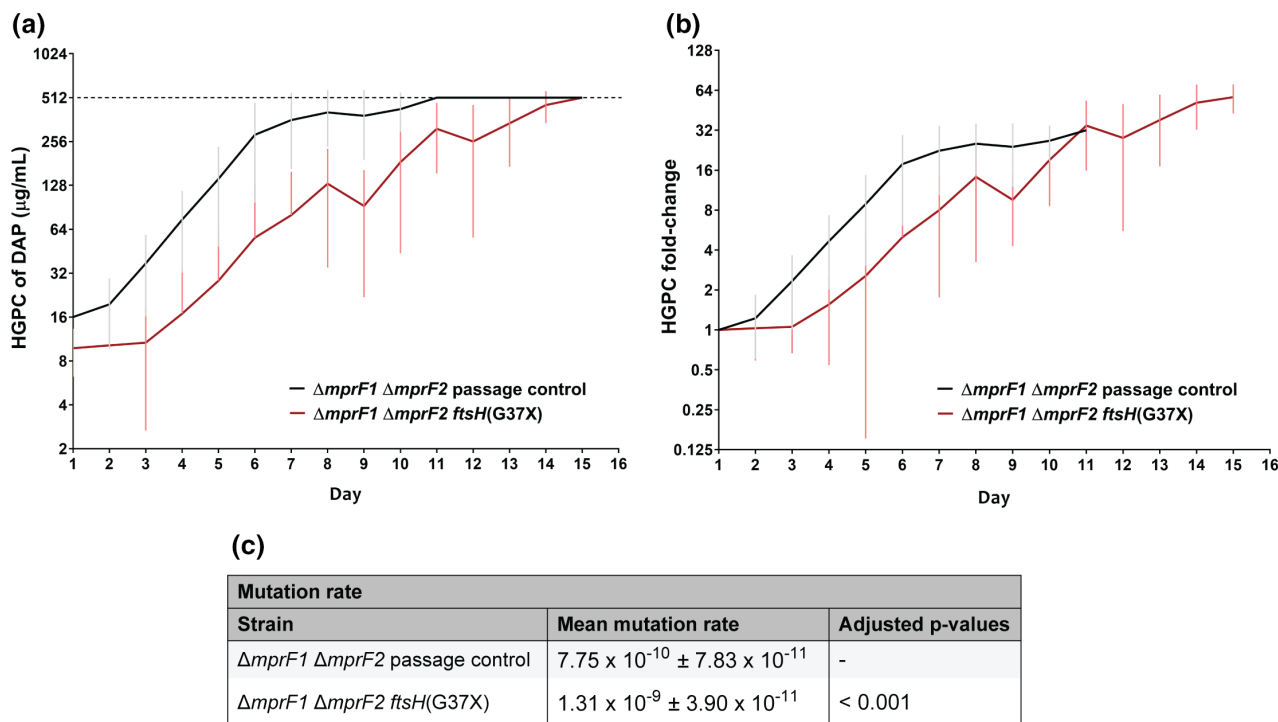 (a)
1024
512
256
128
64
32
16
8
4
2
HGPC of DAP (μg/mL)
1 2 3 4 5 6 7 8 9 10 11 12 13 14 15 16
Day
ΔmprF1 ΔmprF2 passage control
ΔmprF1 ΔmprF2 ftsH(G37X)
(b)
128
64
32
16
8
4
2
1
0.5
0.25
0.125
HGPC fold-change
1 2 3 4 5 6 7 8 9 10 11 12 13 14 15 16
Day
ΔmprF1 ΔmprF2 passage control
ΔmprF1 ΔmprF2 ftsH(G37X)
(c)
Mutation rate
Strain Mean mutation rate Adjusted p-values
ΔmprF1 ΔmprF2 passage control 7.75 x 10⁻¹⁰ ± 7.83 x 10⁻¹¹ -
ΔmprF1 ΔmprF2 ftsH(G37X) 1.31 x 10⁻⁹ ± 3.90 x 10⁻¹¹ < 0.001